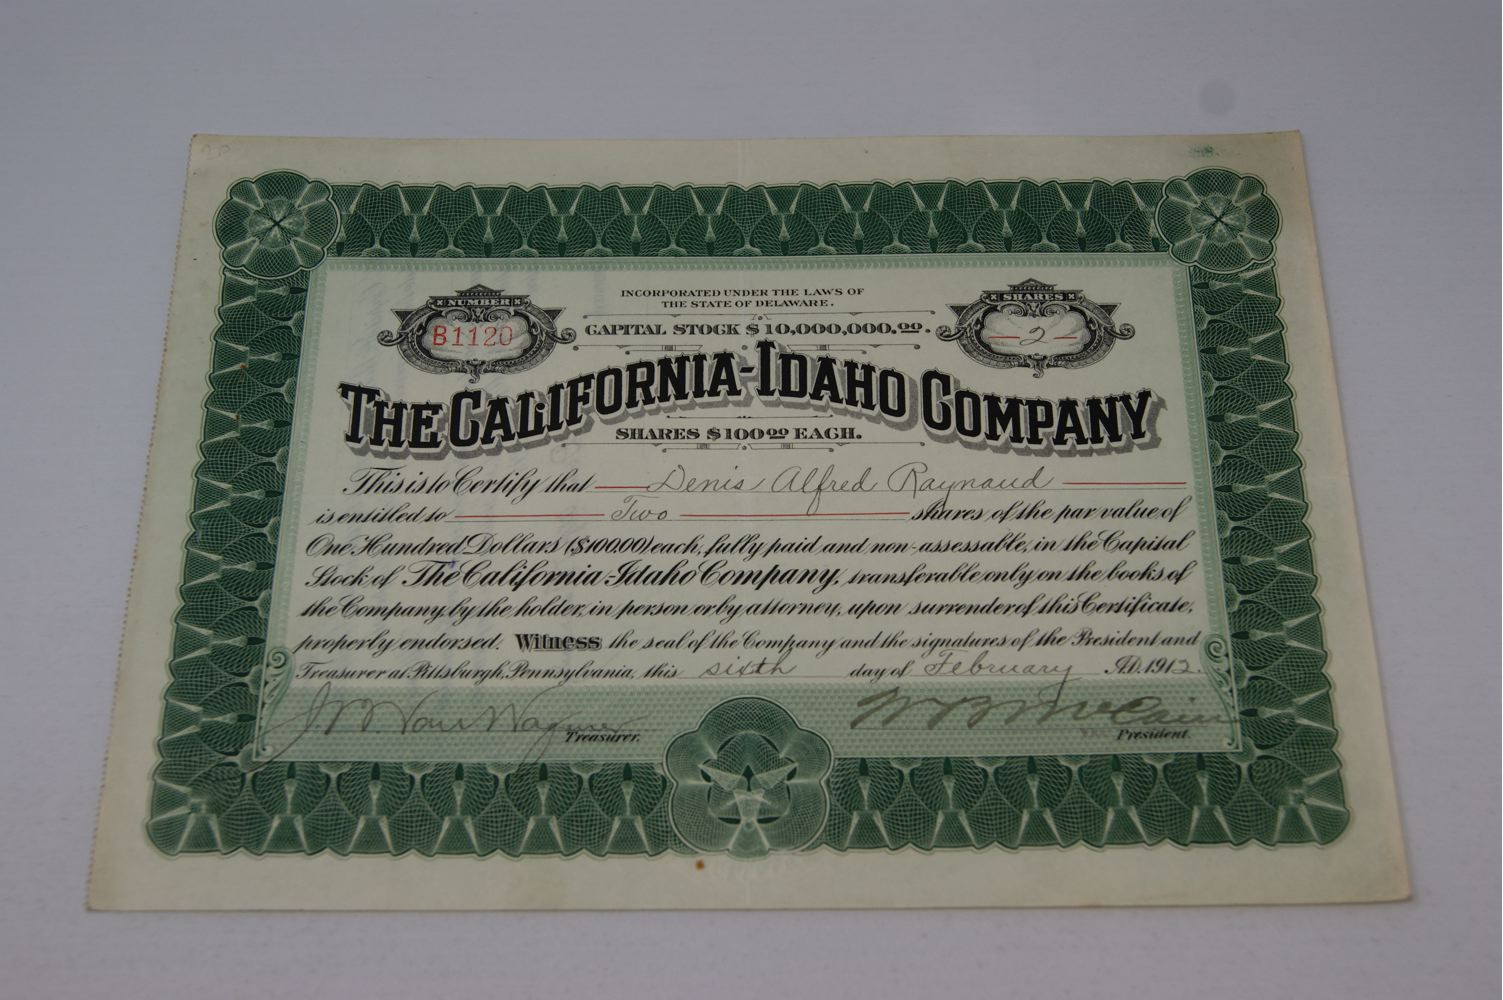 NUMBER
B1120
INCORPORATED UNDER THE LAWS OF
THE STATE OF DELAWARE.
CAPITAL STOCK $10,000,000.00.
SHARES
2
THE CALIFORNIA-IDAHO COMPANY
SHARES $100 00 EACH.
This is to Certify that Denis Alfred Raynaud
is entitled to Two shares of the par value of
One Hundred Dollars ($100.00) each, fully paid and non-assessable, in the Capital
Stock of The California-Idaho Company, transferable only on the books of
the Company, by the holder, in person or by attorney, upon surrender of this Certificate,
properly endorsed. Witness the seal of the Company and the signatures of the President and
Treasurer at Pittsburgh, Pennsylvania, this sixth day of February A.D. 1912.
W B McClain
Treasurer.
President.